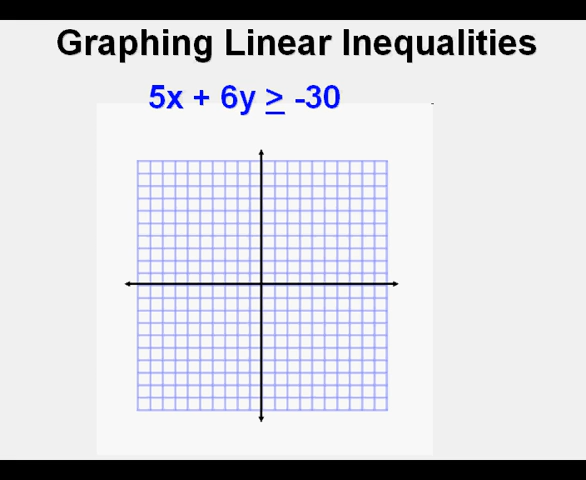 Graphing Linear Inequalities
5x + 6y ≥ -30